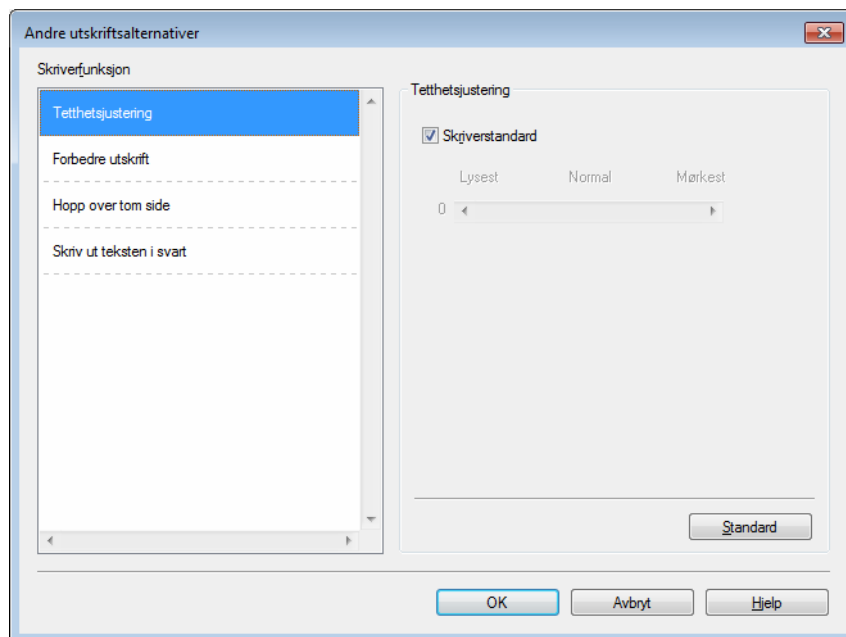 Andre utskriftsalternativer
Skriverfunksjon
Tetthetsjustering
Forbedre utskrift
Hopp over tom side
Skriv ut teksten i svart
Tetthetsjustering
Skriverstandard
Lysest Normal Mørkest
0
Standard
OK Avbryt Hjelp